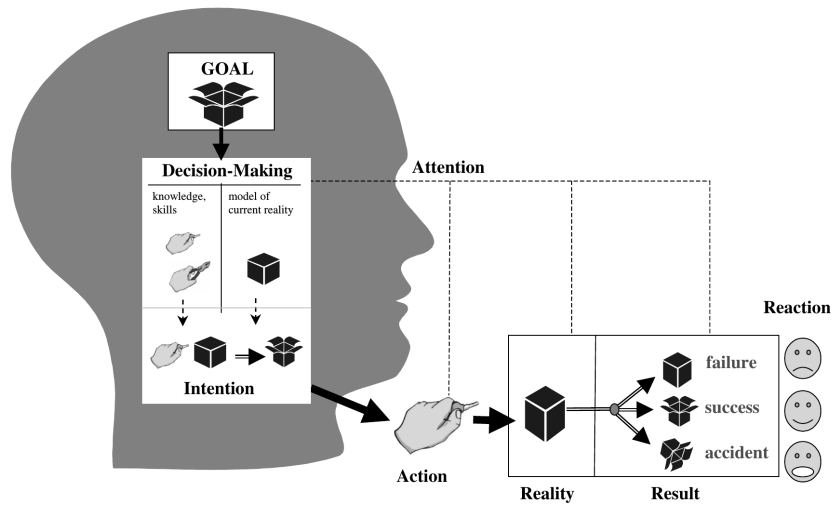 GOAL
Decision-Making
knowledge,
skills
model of
current reality
Intention
Attention
Action
Reality
Result
failure
success
accident
Reaction